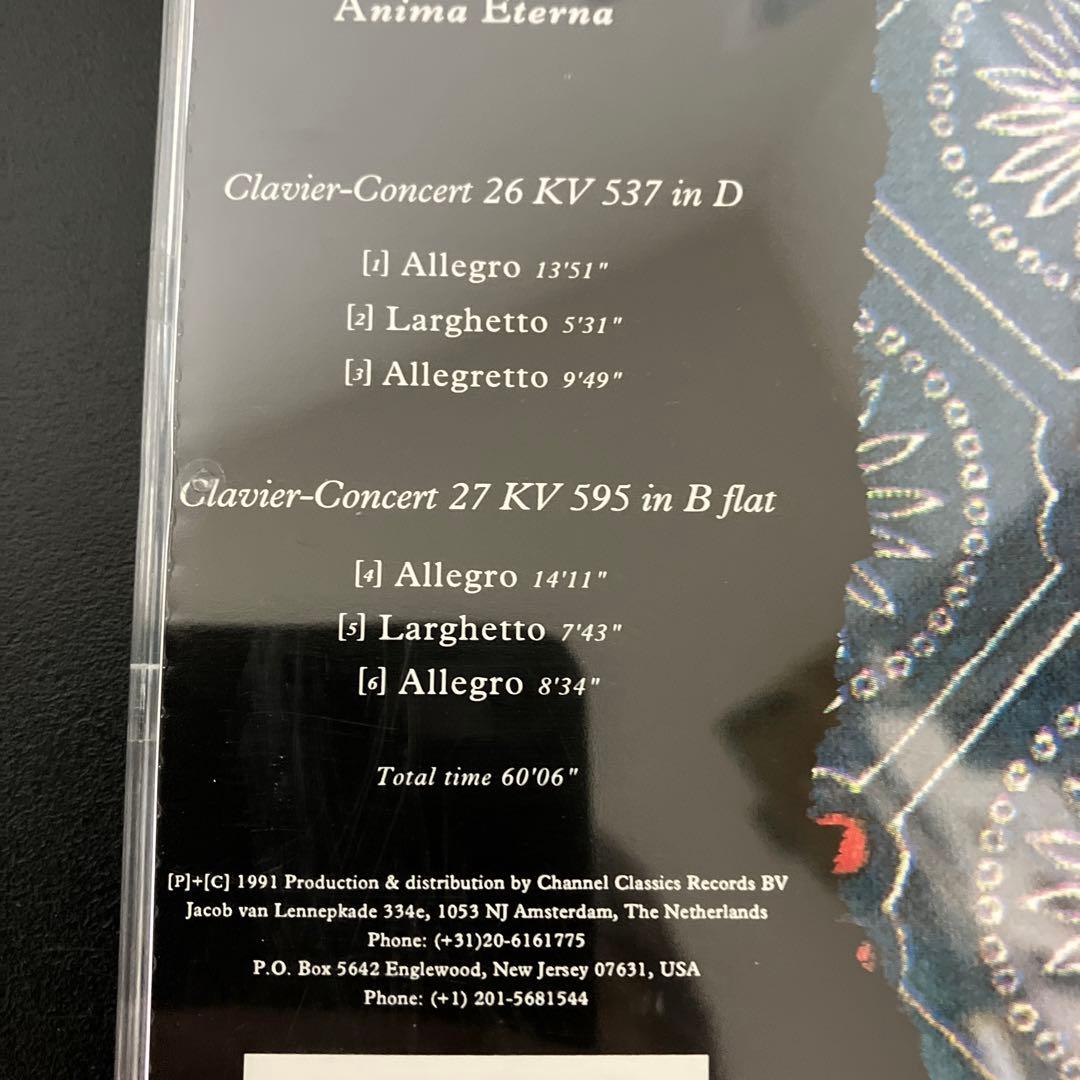 Anima Eterna
Clavier-Concert 26 KV 537 in D
[1] Allegro 13'51"
[2] Larghetto 5'31"
[3] Allegretto 9'49"
Clavier-Concert 27 KV 595 in B flat
[4] Allegro 14'11"
[5] Larghetto 7'43"
[6] Allegro 8'34"
Total time 60'06"
[P]+[C] 1991 Production & distribution by Channel Classics Records BV
Jacob van Lennepkade 334e, 1053 NJ Amsterdam, The Netherlands
Phone: (+31)20-6161775
P.O. Box 5642 Englewood, New Jersey 07631, USA
Phone: (+1) 201-5681544